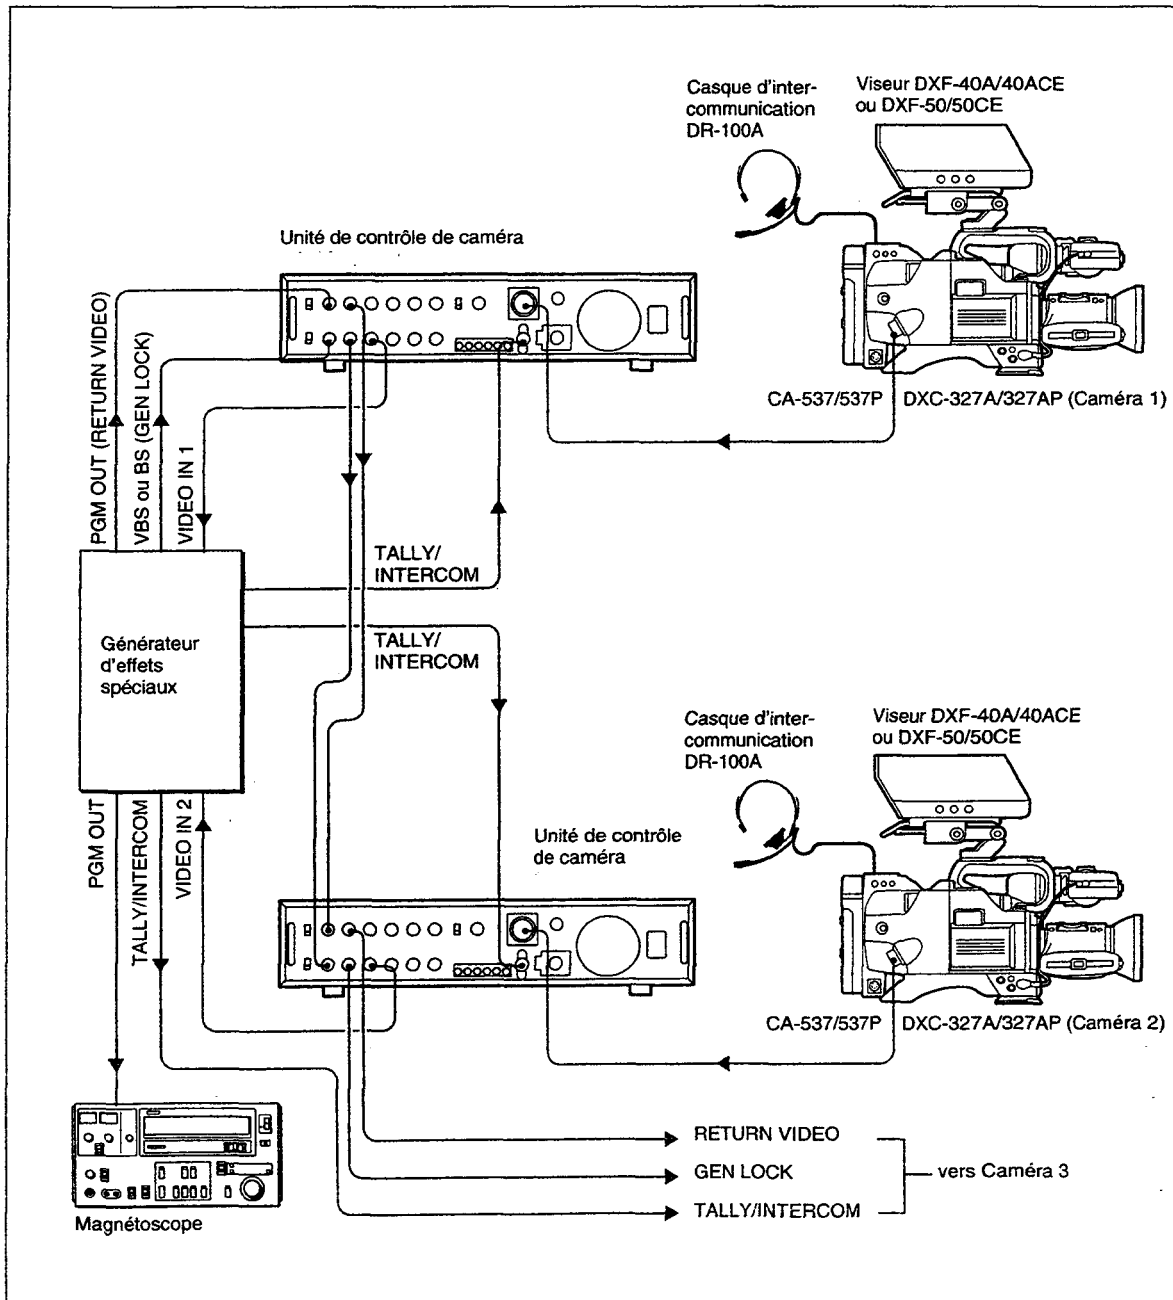 Casque d'inter-
communication
DR-100A
Viseur DXF-40A/40ACE
ou DXF-50/50CE
Unité de contrôle de caméra
CA-537/537P
DXC-327A/327AP (Caméra 1)
PGM OUT (RETURN VIDEO)
VBS ou BS (GEN LOCK)
VIDEO IN 1
TALLY/
INTERCOM
Générateur
d'effets
spéciaux
TALLY/
INTERCOM
Casque d'inter-
communication
DR-100A
Viseur DXF-40A/40ACE
ou DXF-50/50CE
PGM OUT
TALLY/INTERCOM
VIDEO IN 2
Unité de contrôle
de caméra
CA-537/537P
DXC-327A/327AP (Caméra 2)
RETURN VIDEO
GEN LOCK
vers Caméra 3
TALLY/INTERCOM
Magnétoscope